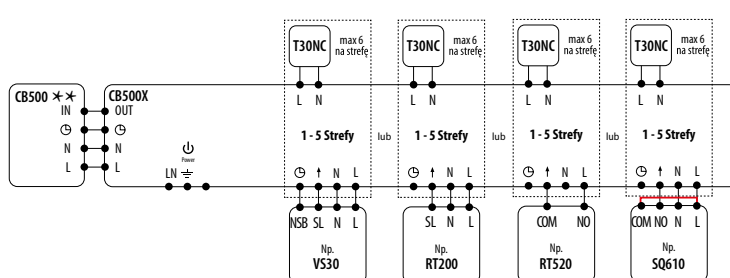 T30NC
max 6
na strefę
T30NC
max 6
na strefę
T30NC
max 6
na strefę
T30NC
max 6
na strefę
CB500 ✶✶
CB500X
IN
OUT
N
N
L
L
Power
LN
L N
L N
L N
L N
1 - 5 Strefy
lub
1 - 5 Strefy
lub
1 - 5 Strefy
lub
1 - 5 Strefy
N L
N L
N L
N L
NSB SL N L
SL N L
COM NO
COM NO N L
Np.
VS30
Np.
RT200
Np.
RT520
Np.
SQ610